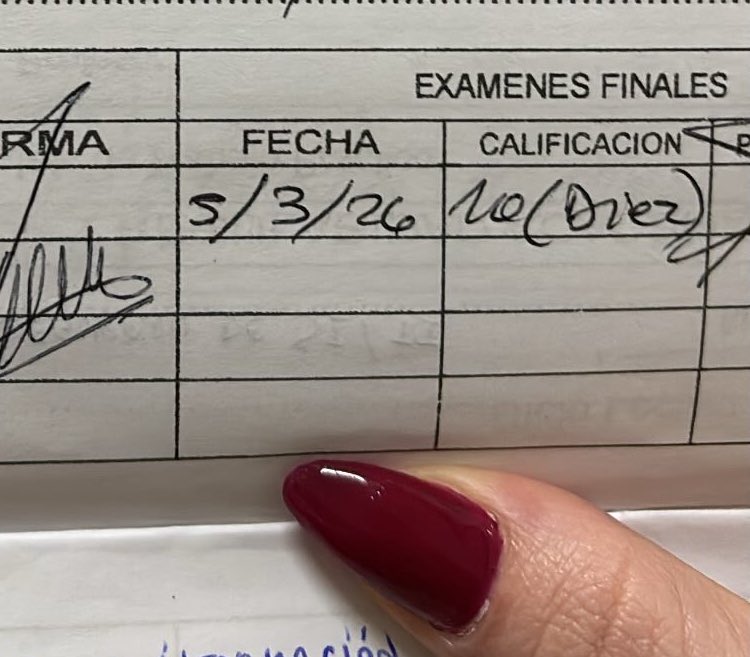 EXAMENES FINALES
RMA FECHA CALIFICACION
5/3/26 10 (Diez)